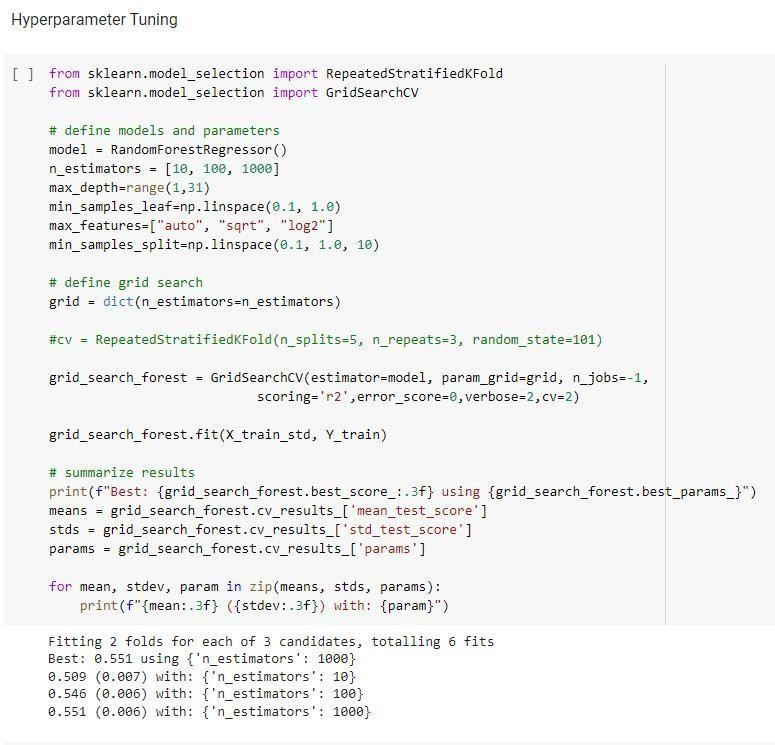 Hyperparameter Tuning
[ ] from sklearn.model_selection import RepeatedStratifiedKFold
from sklearn.model_selection import GridSearchCV
# define models and parameters
model = RandomForestRegressor()
n_estimators = [10, 100, 1000]
max_depth=range(1,31)
min_samples_leaf=np.linspace(0.1, 1.0)
max_features=["auto", "sqrt", "log2"]
min_samples_split=np.linspace(0.1, 1.0, 10)
# define grid search
grid = dict(n_estimators=n_estimators)
#cv = RepeatedStratifiedKFold(n_splits=5, n_repeats=3, random_state=101)
grid_search_forest = GridSearchCV(estimator=model, param_grid=grid, n_jobs=-1,
scoring='r2',error_score=0,verbose=2,cv=2)
grid_search_forest.fit(X_train_std, Y_train)
# summarize results
print(f"Best: {grid_search_forest.best_score_:.3f} using {grid_search_forest.best_params_}")
means = grid_search_forest.cv_results_['mean_test_score']
stds = grid_search_forest.cv_results_['std_test_score']
params = grid_search_forest.cv_results_['params']
for mean, stdev, param in zip(means, stds, params):
print(f"{mean:.3f} ({stdev:.3f}) with: {param}")
Fitting 2 folds for each of 3 candidates, totalling 6 fits
Best: 0.551 using {'n_estimators': 1000}
0.509 (0.007) with: {'n_estimators': 10}
0.546 (0.006) with: {'n_estimators': 100}
0.551 (0.006) with: {'n_estimators': 1000}